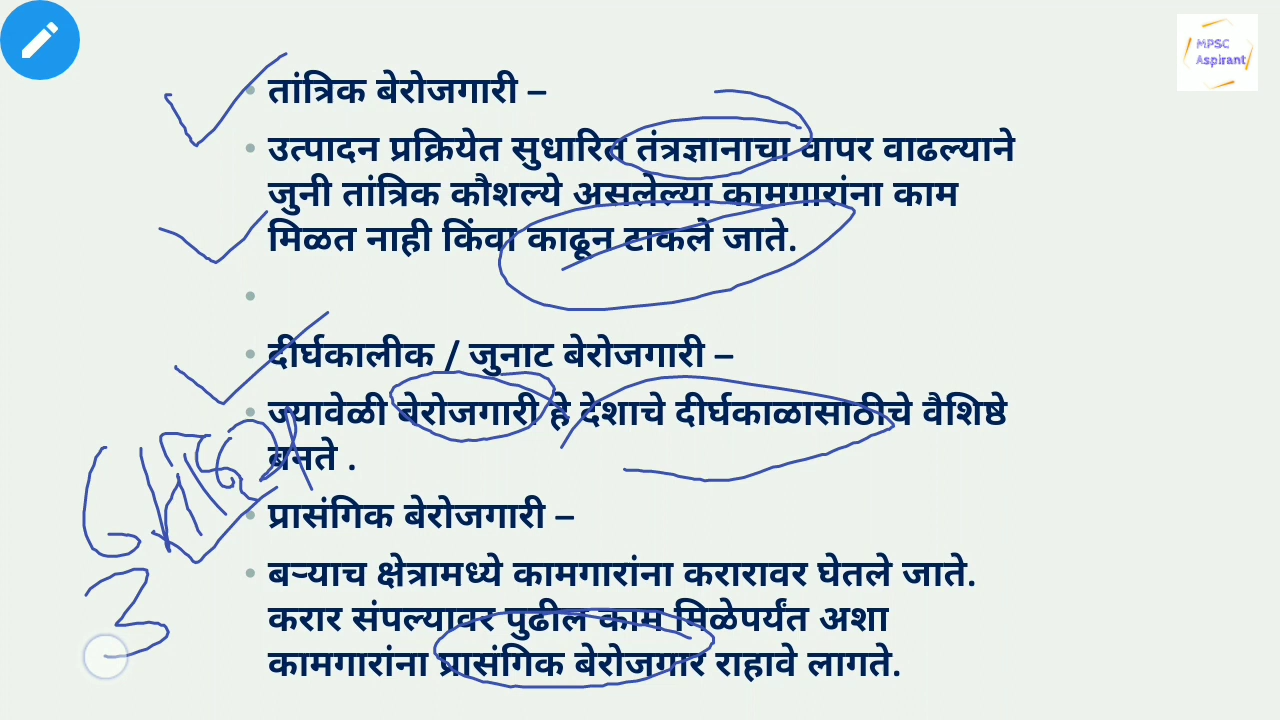 MPSC
Aspirant
तांत्रिक बेरोजगारी –
उत्पादन प्रक्रियेत सुधारित तंत्रज्ञानाचा वापर वाढल्याने
जुनी तांत्रिक कौशल्ये असलेल्या कामगारांना काम
मिळत नाही किंवा काढून टाकले जाते.
दीर्घकालीक / जुनाट बेरोजगारी –
ज्यावेळी बेरोजगारी हे देशाचे दीर्घकाळासाठीचे वैशिष्ठे
बनते .
प्रासंगिक बेरोजगारी –
बऱ्याच क्षेत्रामध्ये कामगारांना करारावर घेतले जाते.
करार संपल्यावर पुढील काम मिळेपर्यंत अशा
कामगारांना प्रासंगिक बेरोजगार राहावे लागते.
3